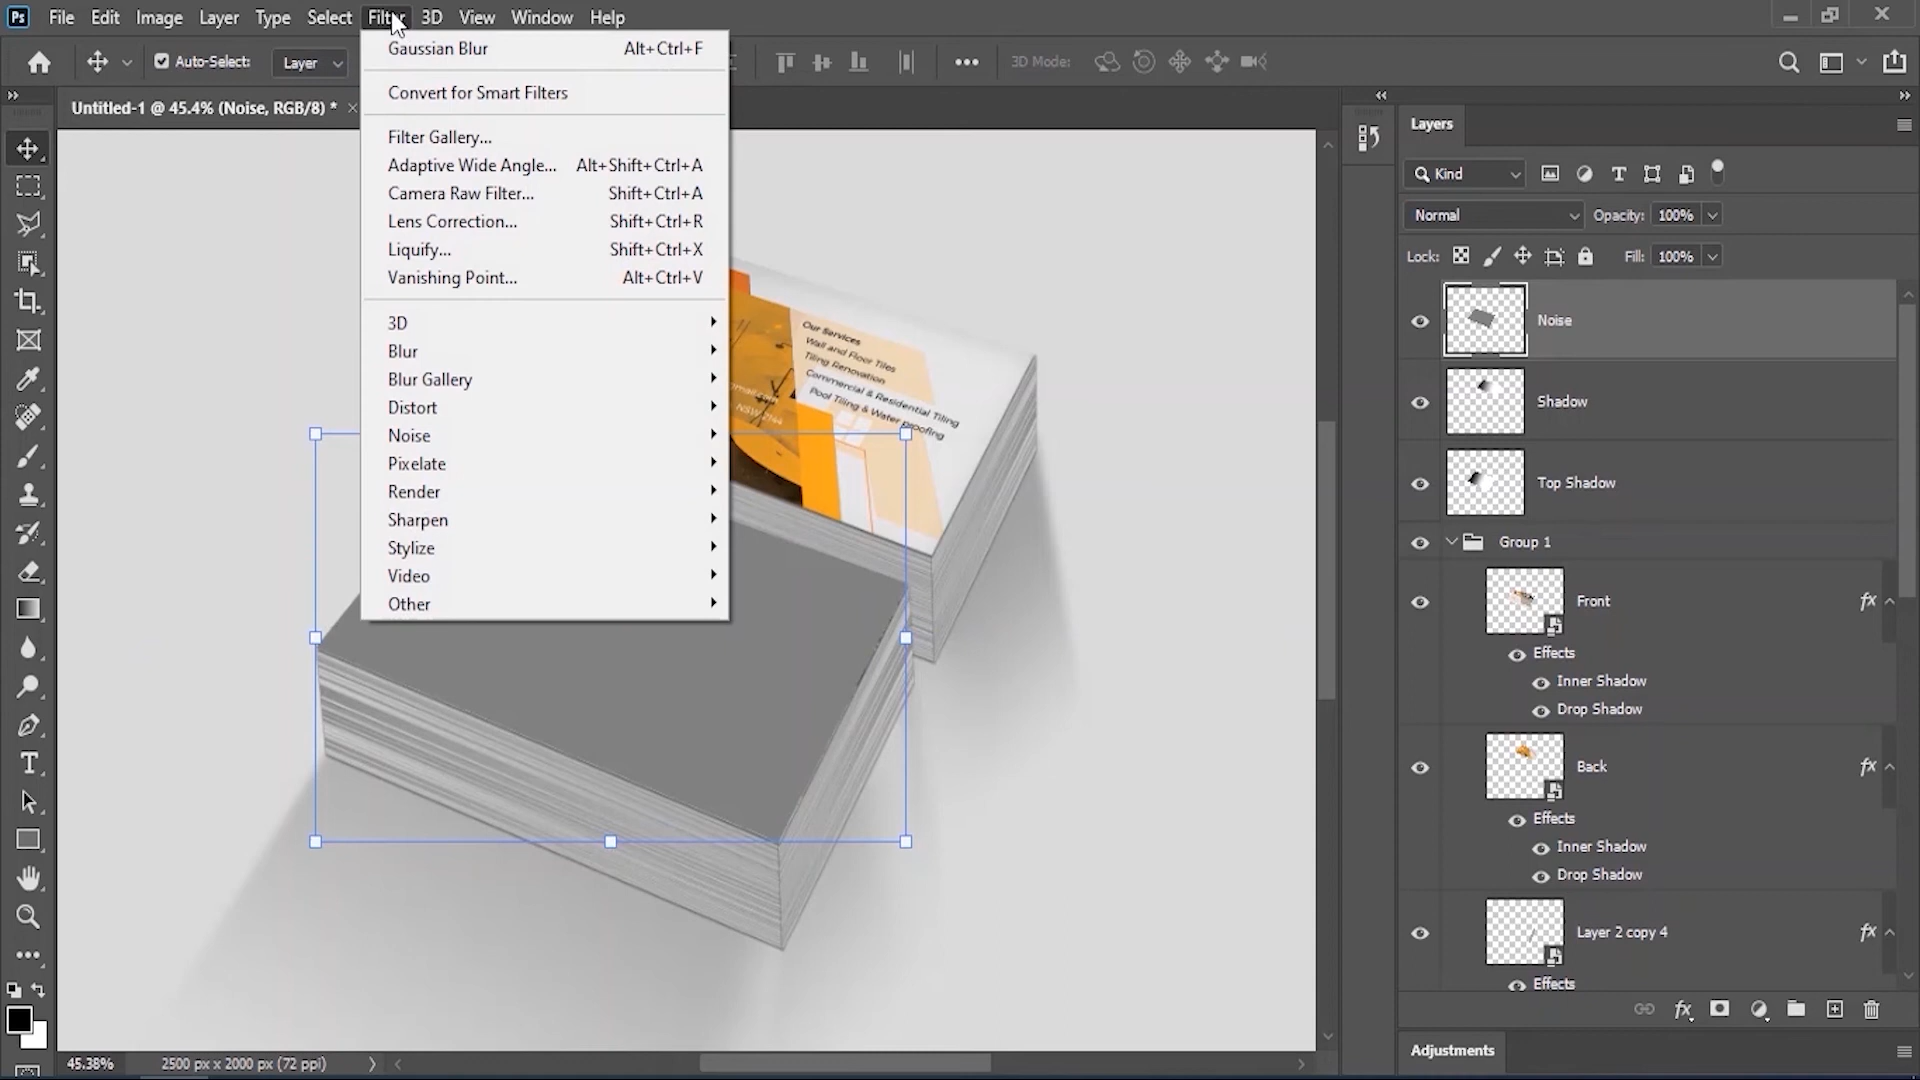 Ps File Edit Image Layer Type Select Filter 3D View Window Help
Auto-Select: Layer 3D Mode:
Untitled-1 @ 45.4% (Noise, RGB/8) *
Gaussian Blur Alt+Ctrl+F
Convert for Smart Filters
Filter Gallery...
Adaptive Wide Angle... Alt+Shift+Ctrl+A
Camera Raw Filter... Shift+Ctrl+A
Lens Correction... Shift+Ctrl+R
Liquify... Shift+Ctrl+X
Vanishing Point... Alt+Ctrl+V
3D
Blur
Blur Gallery
Distort
Noise
Pixelate
Render
Sharpen
Stylize
Video
Other
Our Services
Wall and Floor Tiles
Tiling Renovation
Commercial & Residential Tiling
Pool Tiling & Water proofing
NSW 2144
Layers
Kind
Normal Opacity: 100%
Lock: Fill: 100%
Noise
Shadow
Top Shadow
Group 1
Front fx
Effects
Inner Shadow
Drop Shadow
Back fx
Effects
Inner Shadow
Drop Shadow
Layer 2 copy 4 fx
Effects
fx
Adjustments
45.38% 2500 px x 2000 px (72 ppi)